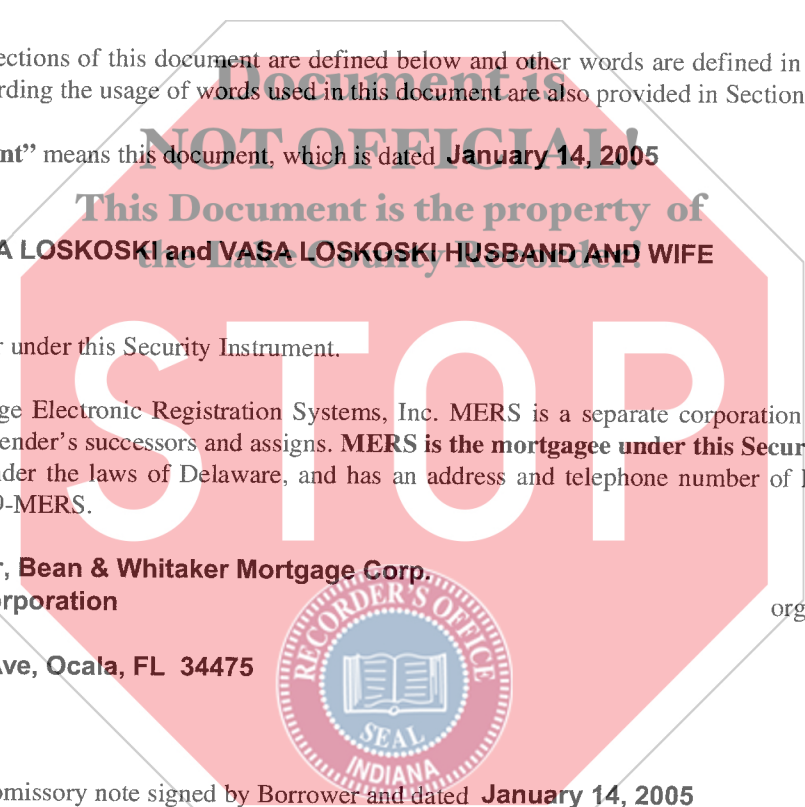 ections of this document are defined below and other words are defined in
Document is
rding the usage of words used in this document are also provided in Section
NOT OFFICIAL!
nt” means this document, which is dated January 14, 2005
This Document is the property of
A LOSKOSKI and VASA LOSKOSKI HUSBAND AND WIFE
the Lake County Recorder!
r under this Security Instrument.
STOP
ge Electronic Registration Systems, Inc. MERS is a separate corporation
ender’s successors and assigns. MERS is the mortgagee under this Secur
der the laws of Delaware, and has an address and telephone number of
9-MERS.
r, Bean & Whitaker Mortgage Corp.
rporation
org
Ave, Ocala, FL 34475
RECORDER'S OFFICE
SEAL
INDIANA
omissory note signed by Borrower and dated January 14, 2005